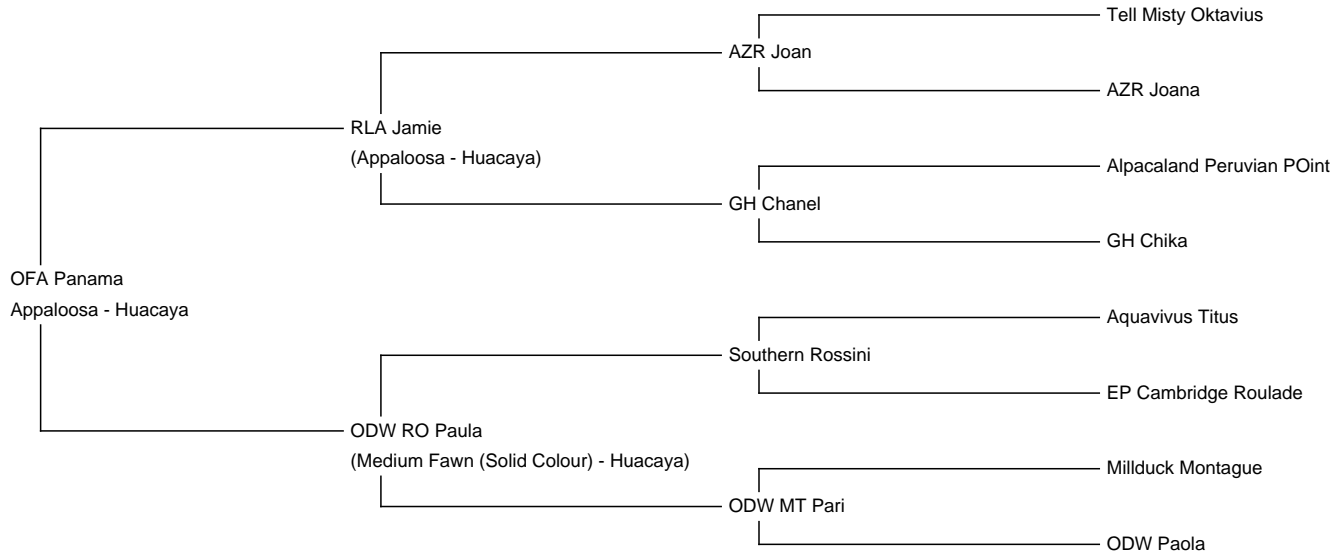 Tell Misty Oktavius
AZR Joan
AZR Joana
RLA Jamie
(Appaloosa - Huacaya)
Alpacaland Peruvian POint
GH Chanel
GH Chika
OFA Panama
Appaloosa - Huacaya
Aquavivus Titus
Southern Rossini
EP Cambridge Roulade
ODW RO Paula
(Medium Fawn (Solid Colour) - Huacaya)
Millduck Montague
ODW MT Pari
ODW Paola